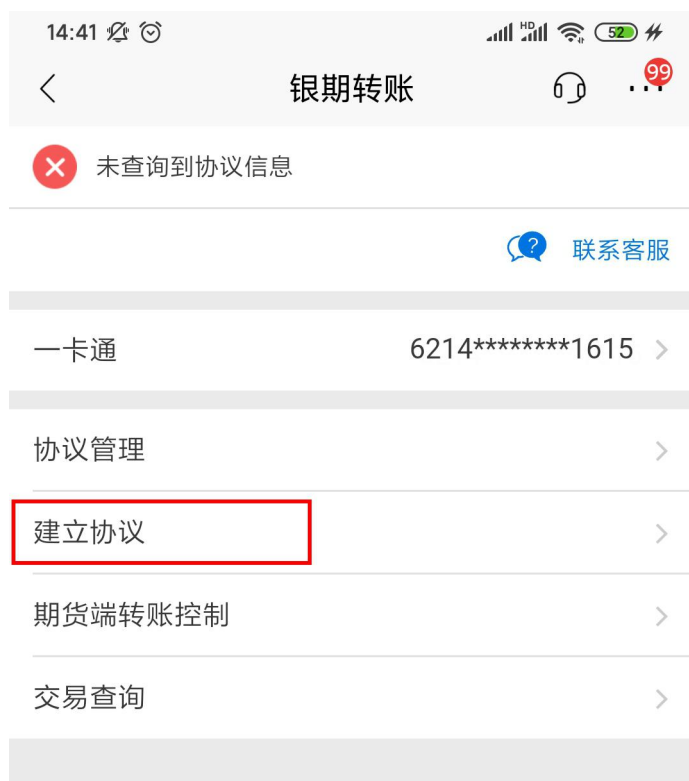 14:41 HD 52
银期转账 99
未查询到协议信息
联系客服
一卡通 6214********1615
协议管理
建立协议
期货端转账控制
交易查询